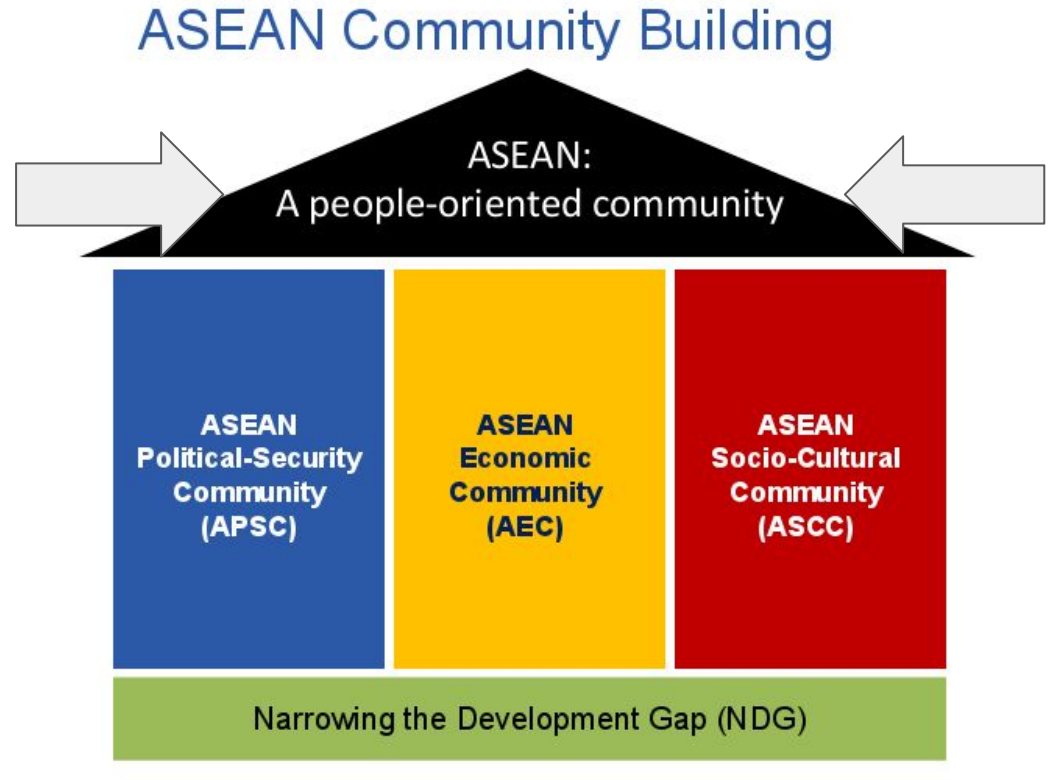 ASEAN Community Building
ASEAN:
A people-oriented community
ASEAN
Political-Security
Community
(APSC)
ASEAN
Economic
Community
(AEC)
ASEAN
Socio-Cultural
Community
(ASCC)
Narrowing the Development Gap (NDG)